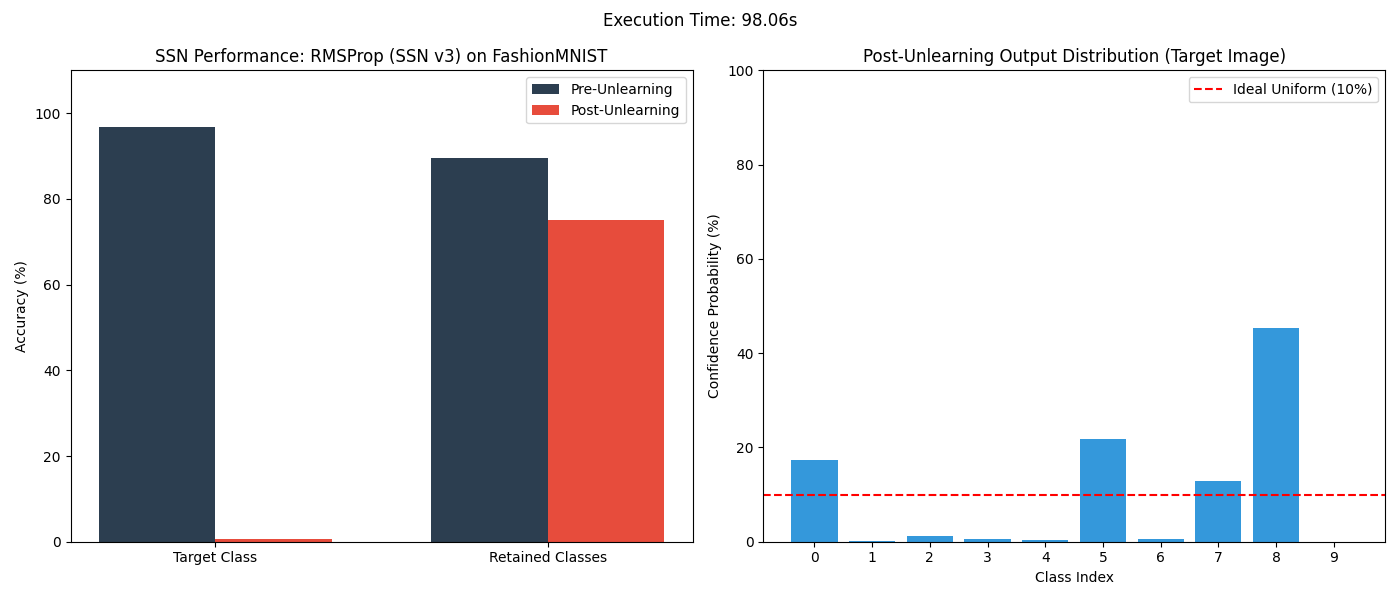 Execution Time: 98.06s
SSN Performance: RMSProp (SSN v3) on FashionMNIST
Pre-Unlearning
Post-Unlearning
Accuracy (%)
100
80
60
40
20
0
Target Class
Retained Classes
Post-Unlearning Output Distribution (Target Image)
Ideal Uniform (10%)
Confidence Probability (%)
100
80
60
40
20
0
0 1 2 3 4 5 6 7 8 9
Class Index